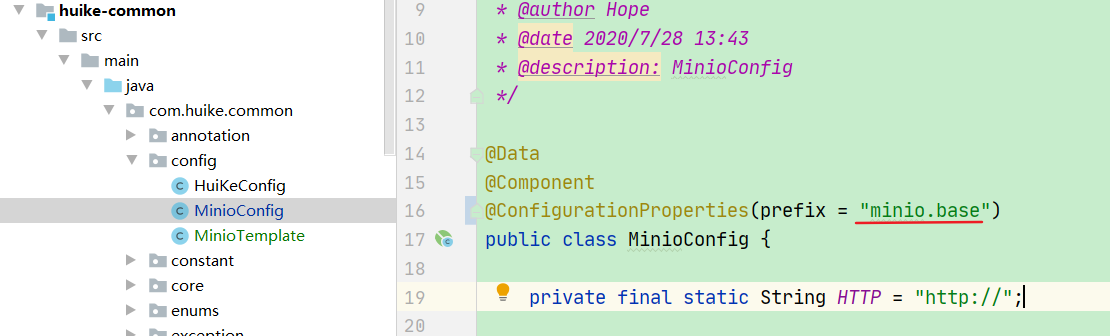 huike-common
src
main
java
com.huike.common
annotation
config
HuiKeConfig
MinioConfig
MinioTemplate
constant
core
enums
exception
9 * @author Hope
10 * @date 2020/7/28 13:43
11 * @description: MinioConfig
12 */
13
14 @Data
15 @Component
16 @ConfigurationProperties(prefix = "minio.base")
17 public class MinioConfig {
18
19 private final static String HTTP = "http://";
20